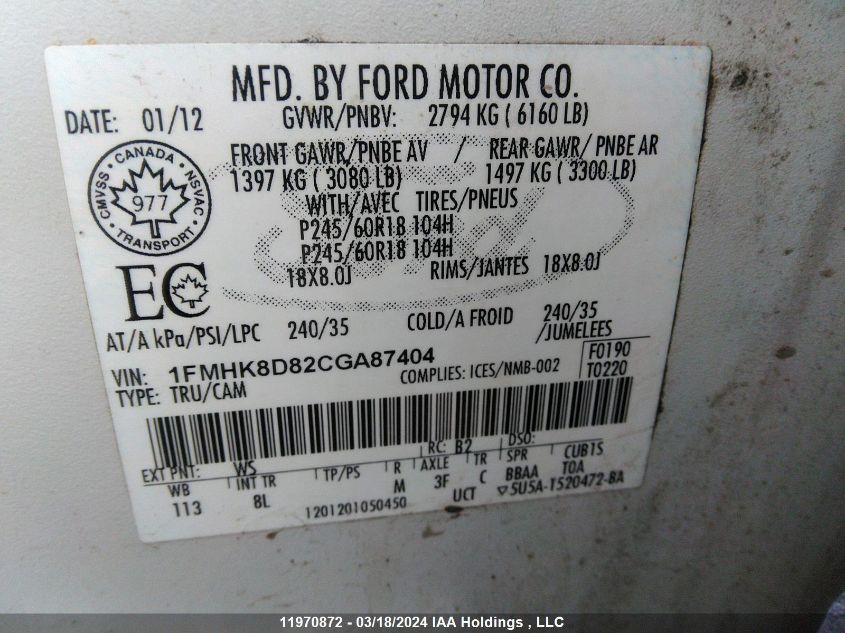 MFD. BY FORD MOTOR CO.
DATE: 01/12 GVWR/PNBV: 2794 KG ( 6160 LB)
FRONT GAWR/PNBE AV / REAR GAWR/ PNBE AR
1397 KG ( 3080 LB) 1497 KG ( 3300 LB)
WITH/AVEC TIRES/PNEUS
P245/60R18 104H
P245/60R18 104H
18X8.0J RIMS/JANTES 18X8.0J
CMVSS · CANADA · NSVAC · TRANSPORT
977
EC
AT/A kPa/PSI/LPC 240/35 COLD/A FROID 240/35
/JUMELEES
VIN: 1FMHK8D82CGA87404 COMPLIES: ICES/NMB-002 F0190
TYPE: TRU/CAM T0220
EXT PNT: WS RC: B2 DSO:
WB INT TR TP/PS R AXLE TR SPR CUB1S
113 8L M 3F C BBAA TOA
1201201050450 UCT 5U5A-1520472-BA
11970872 - 03/18/2024 IAA Holdings , LLC